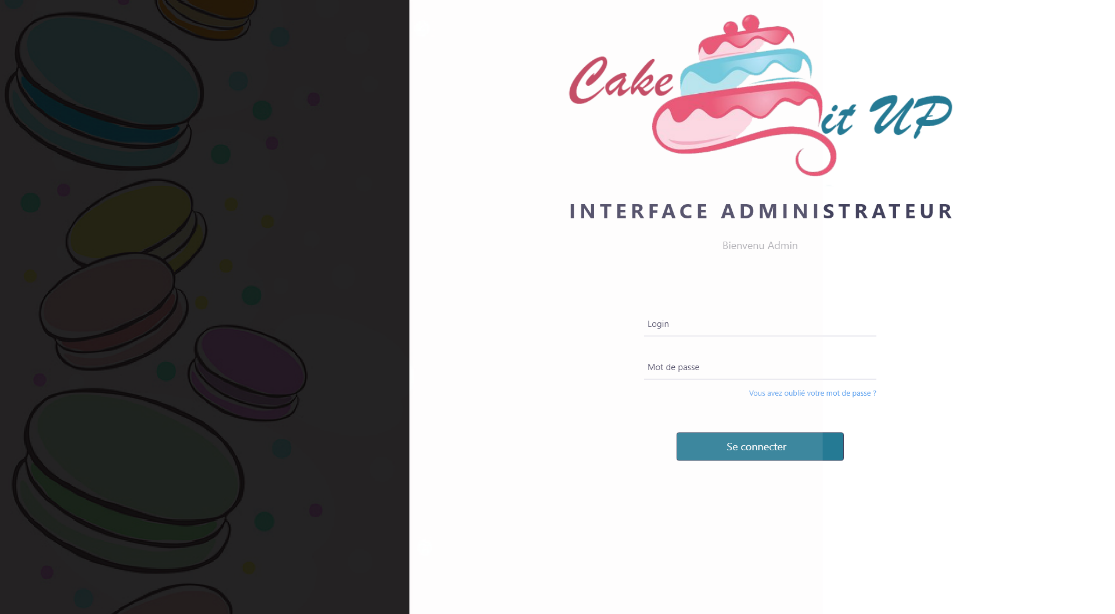 Cake
it UP
INTERFACE ADMINISTRATEUR
Bienvenu Admin
Login
Mot de passe
Vous avez oublié votre mot de passe ?
Se connecter